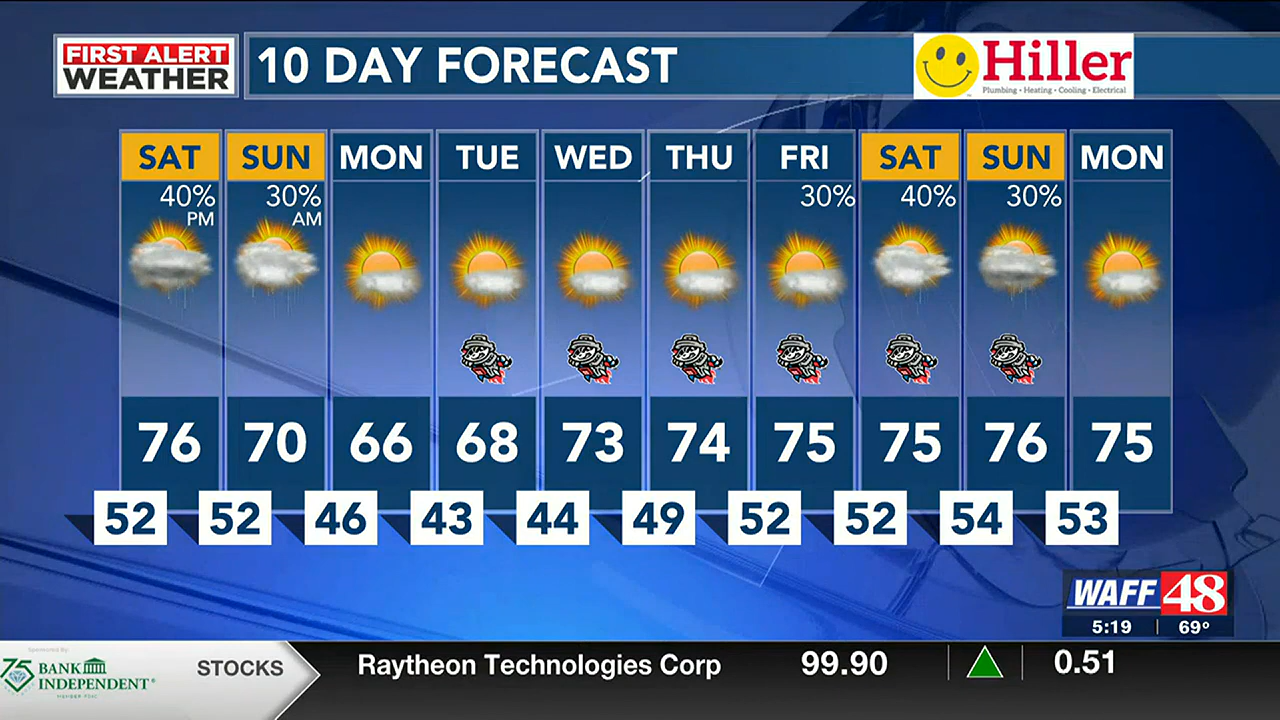 FIRST ALERT
WEATHER
10 DAY FORECAST
Hiller
Plumbing • Heating • Cooling • Electrical
SAT SUN MON TUE WED THU FRI SAT SUN MON
40% 30% 30% 40% 30%
PM AM
76 70 66 68 73 74 75 75 76 75
52 52 46 43 44 49 52 52 54 53
WAFF 48
5:19 69°
Sponsored By:
75 BANK
INDEPENDENT®
MEMBER FDIC
STOCKS
Raytheon Technologies Corp 99.90 0.51